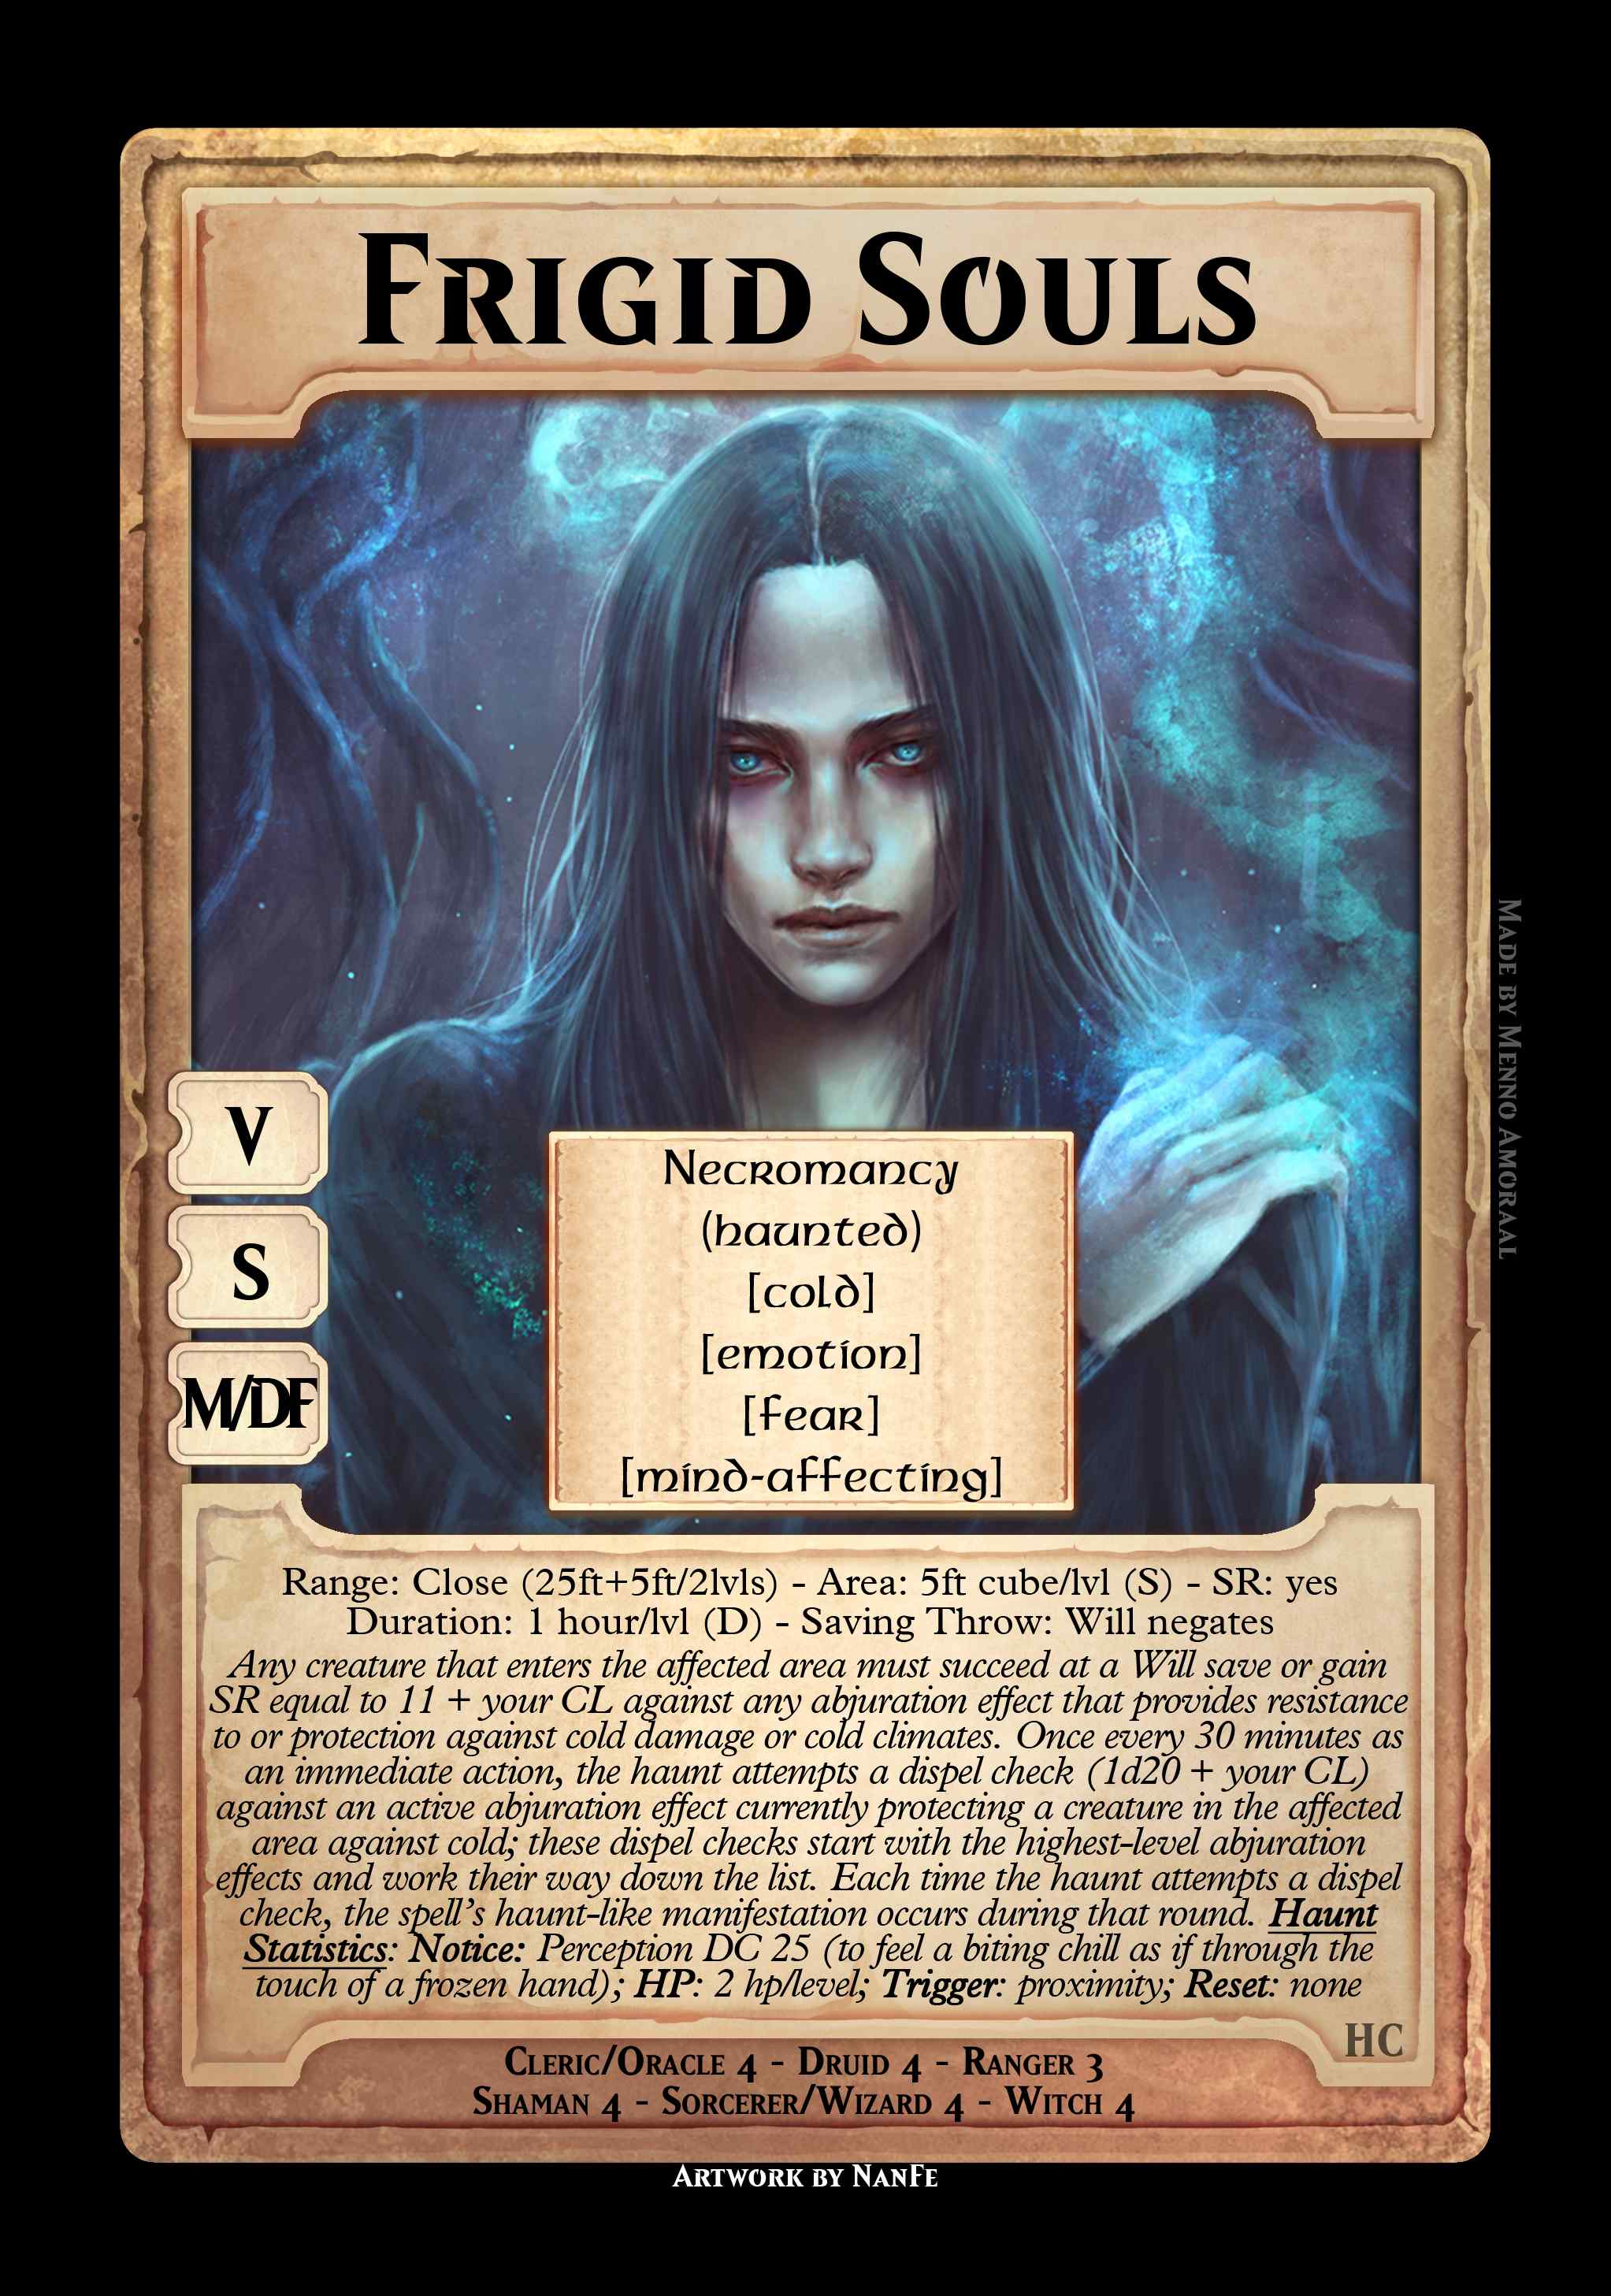 Frigid Souls
V
S
M/DF
Necromancy
(haunted)
[cold]
[emotion]
[fear]
[mind-affecting]
Range: Close (25ft+5ft/2lvls) - Area: 5ft cube/lvl (S) - SR: yes
Duration: 1 hour/lvl (D) - Saving Throw: Will negates
Any creature that enters the affected area must succeed at a Will save or gain
SR equal to 11 + your CL against any abjuration effect that provides resistance
to or protection against cold damage or cold climates. Once every 30 minutes as
an immediate action, the haunt attempts a dispel check (1d20 + your CL)
against an active abjuration effect currently protecting a creature in the affected
area against cold; these dispel checks start with the highest-level abjuration
effects and work their way down the list. Each time the haunt attempts a dispel
check, the spell's haunt-like manifestation occurs during that round. Haunt
Statistics: Notice: Perception DC 25 (to feel a biting chill as if through the
touch of a frozen hand); HP: 2 hp/level; Trigger: proximity; Reset: none
HC
Cleric/Oracle 4 - Druid 4 - Ranger 3
Shaman 4 - Sorcerer/Wizard 4 - Witch 4
Artwork by NanFe
Made by Menno Amoraal